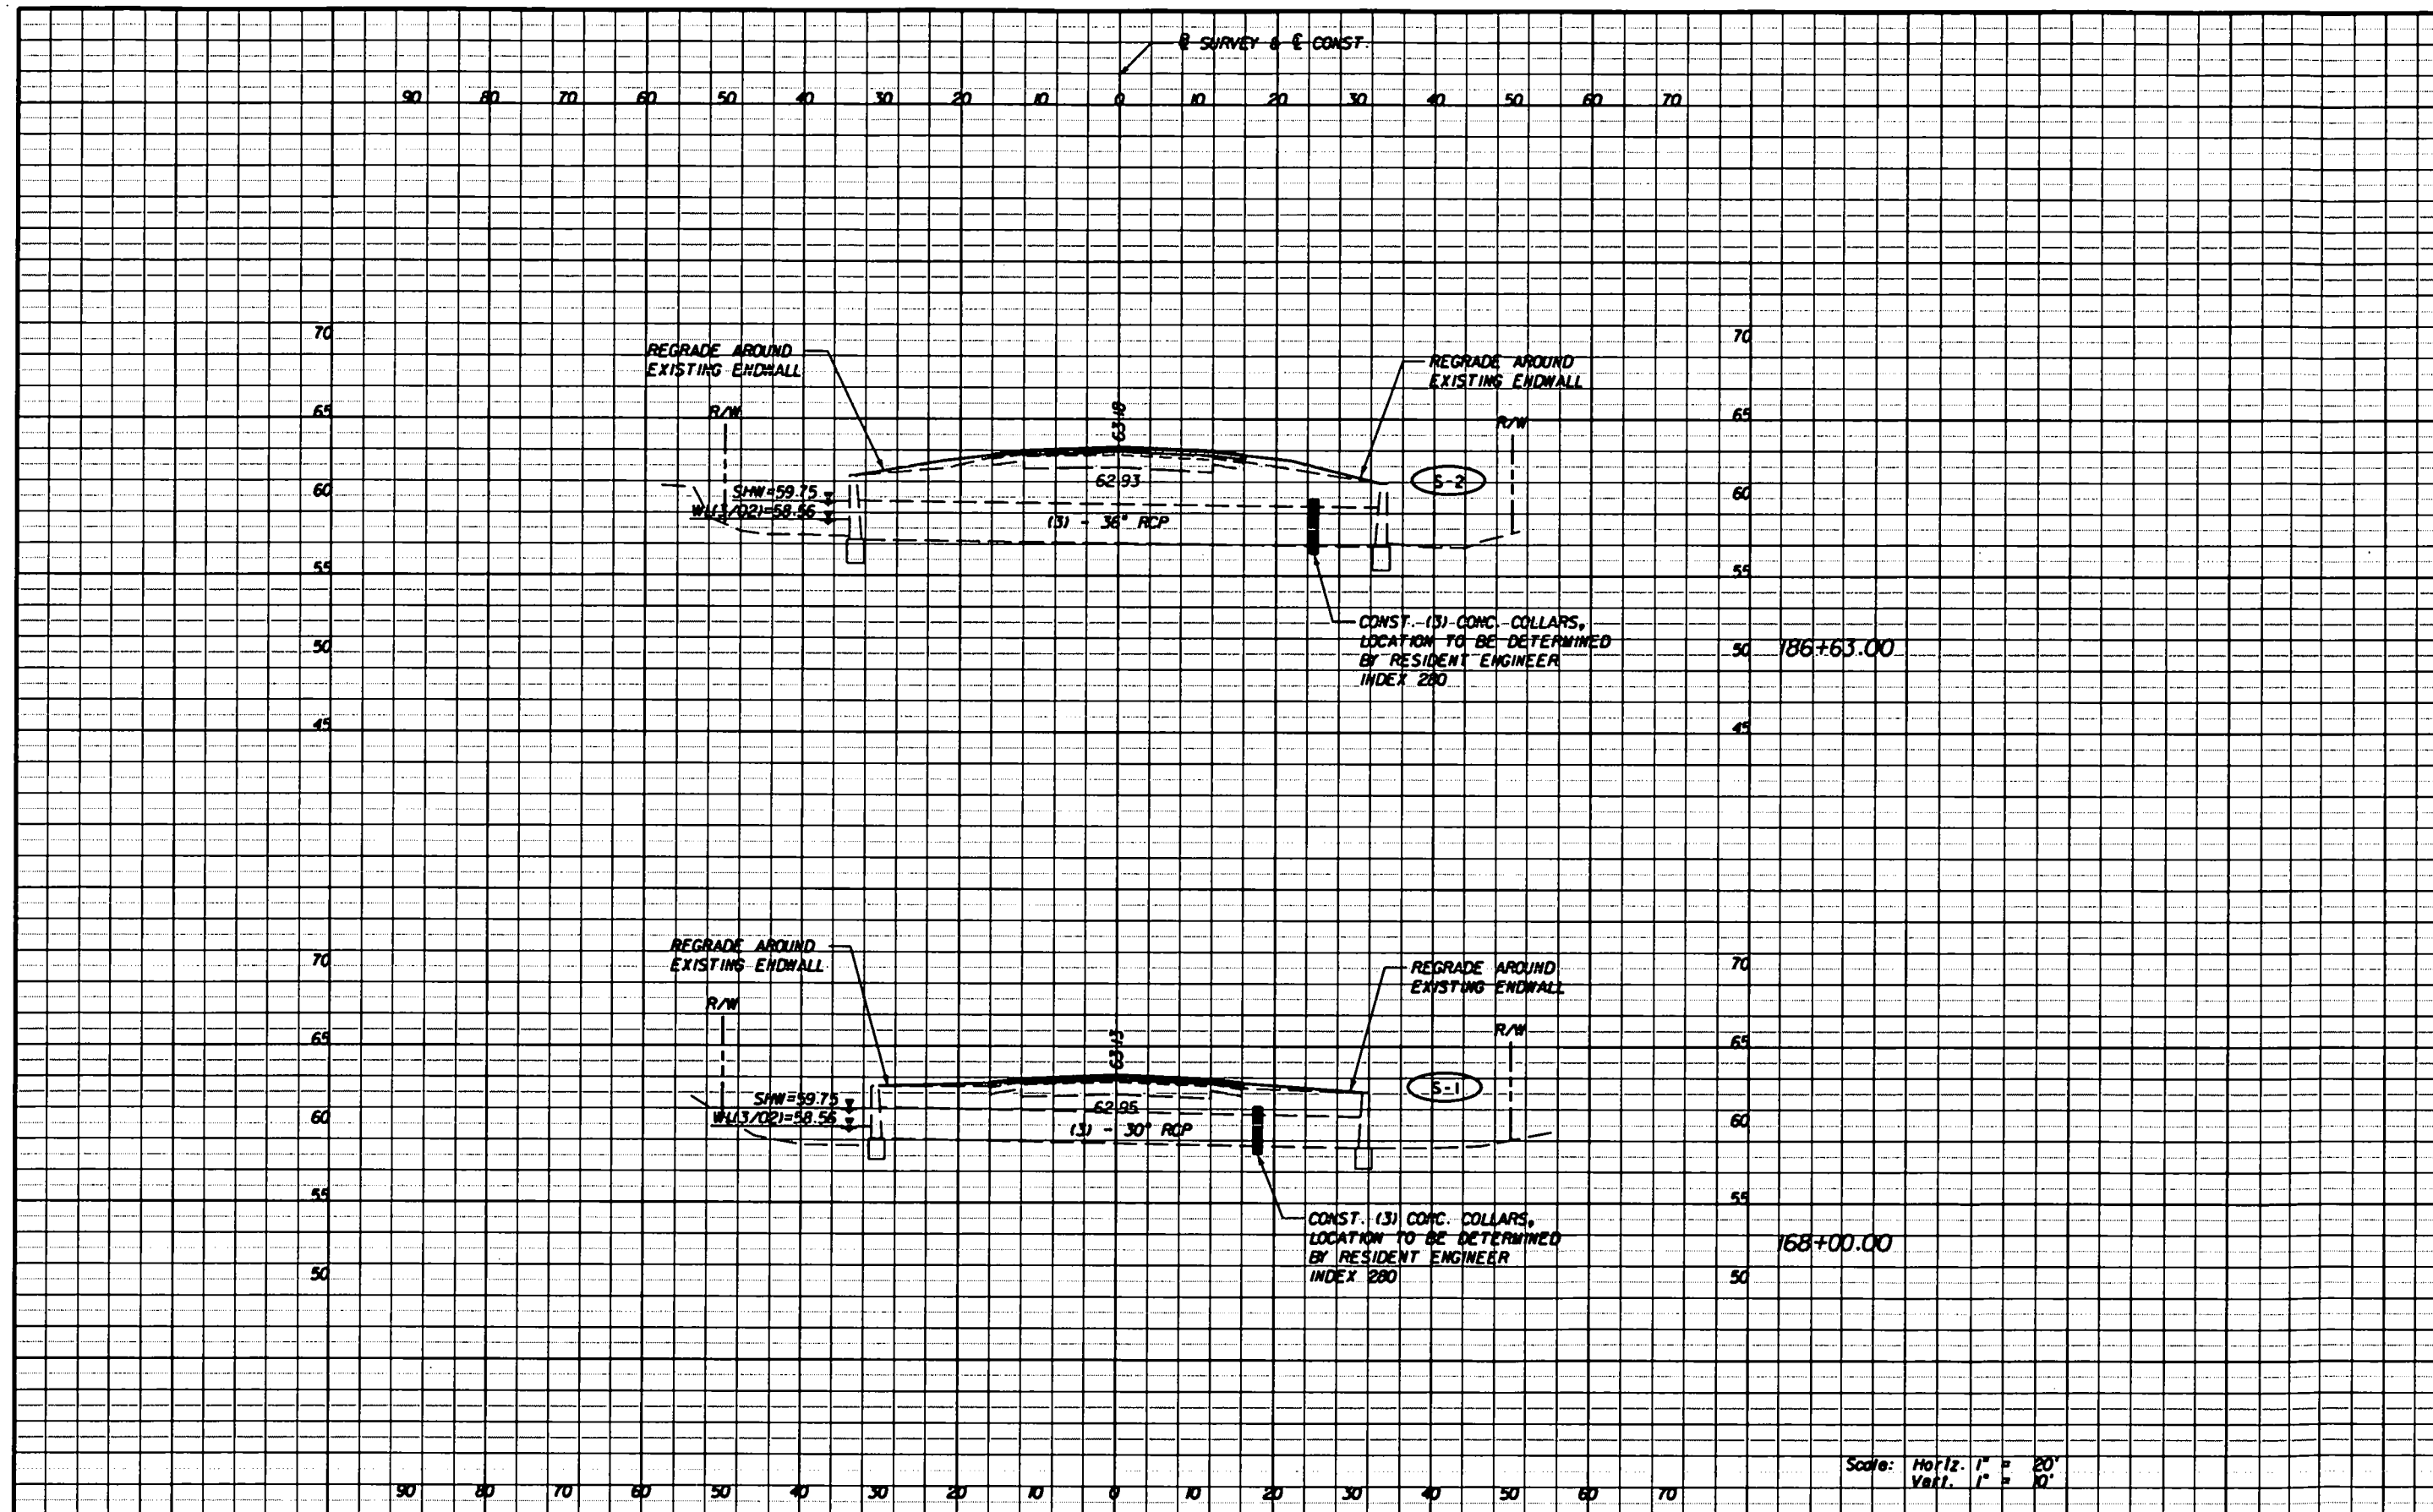 ℄ SURVEY & ℄ CONST.
90 80 70 60 50 40 30 20 10 0 10 20 30 40 50 60 70
70 70
REGRADE AROUND
EXISTING ENDWALL
REGRADE AROUND
EXISTING ENDWALL
65 65
R/W
63.18
R/W
62.93
S-2
60 60
SHW=59.75
WL(3/02)=58.56
(3) - 36" RCP
55 55
CONST. (3) CONC. COLLARS,
LOCATION TO BE DETERMINED
BY RESIDENT ENGINEER
INDEX 280
50 50 186+63.00
45 45
REGRADE AROUND
EXISTING ENDWALL
70 70
REGRADE AROUND
EXISTING ENDWALL
R/W
R/W
65 65
63.13
S-1
SHW=59.75
62.95
60 60
WL(3/02)=58.56
(3) - 30" RCP
55 55
CONST. (3) CONC. COLLARS,
LOCATION TO BE DETERMINED
BY RESIDENT ENGINEER
INDEX 280
168+00.00
50 50
Scale: Horiz. 1" = 20'
Vert. 1" = 10'
90 80 70 60 50 40 30 20 10 0 10 20 30 40 50 60 70